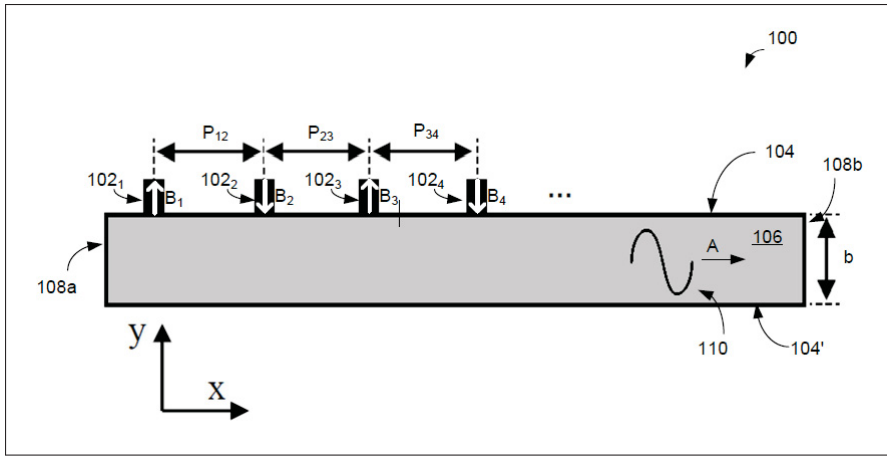 100
P₁₂ P₂₃ P₃₄
102₁ B₁ 102₂ B₂ 102₃ B₃ 102₄ B₄ ... 104 108b
A 106 b
108a
110 104'
y
x